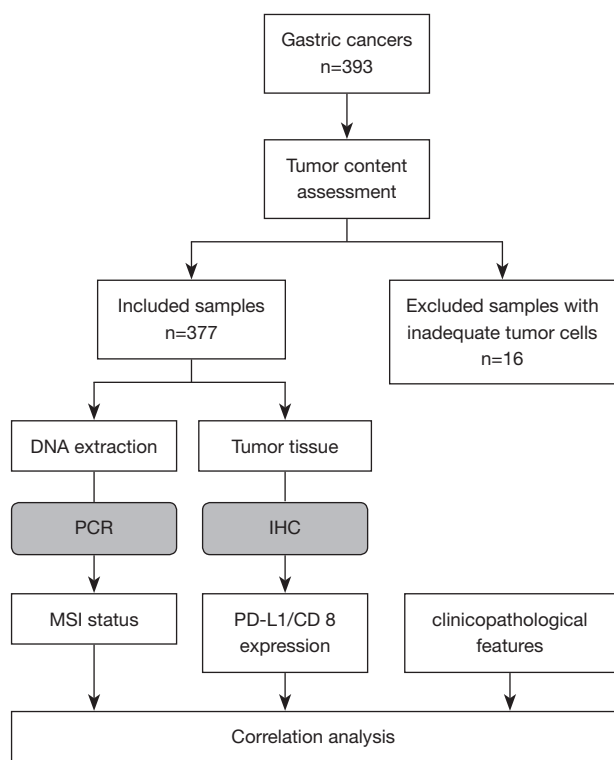 Gastric cancers
n=393
Tumor content
assessment
Included samples
n=377
Excluded samples with
inadequate tumor cells
n=16
DNA extraction
Tumor tissue
PCR
IHC
MSI status
PD-L1/CD 8
expression
clinicopathological
features
Correlation analysis